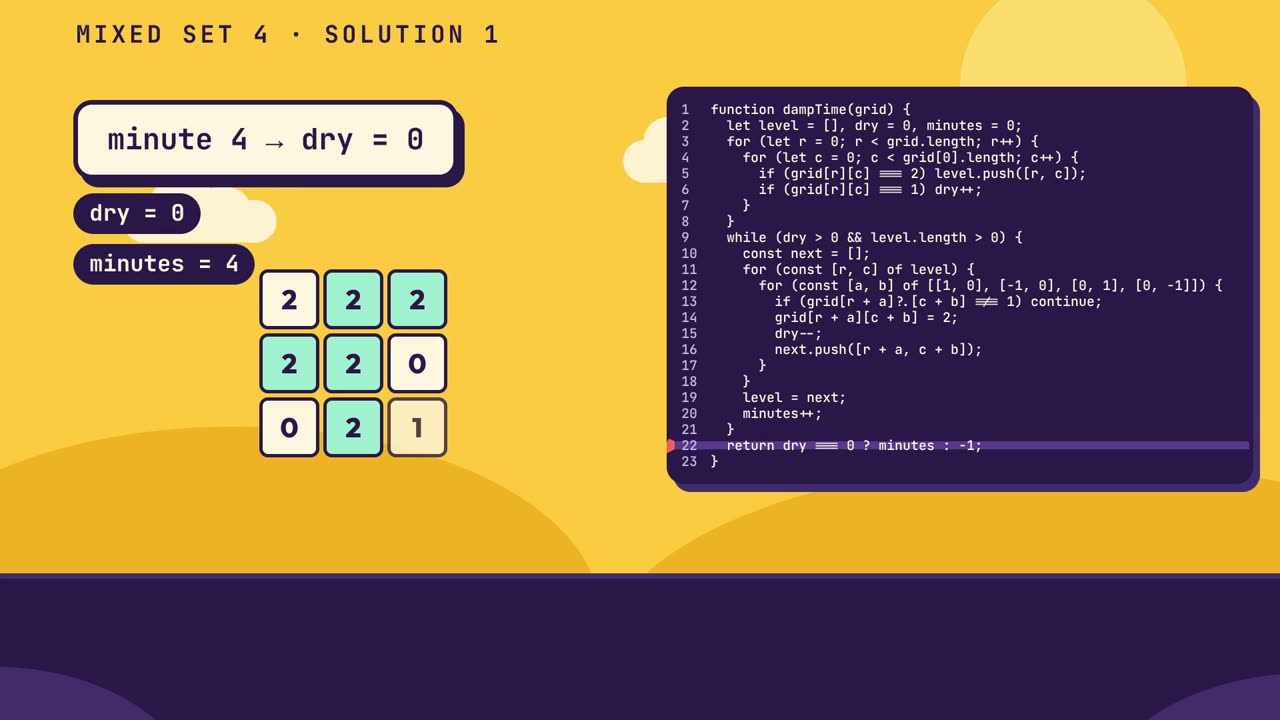 MIXED SET 4 · SOLUTION 1
minute 4 → dry = 0
dry = 0
minutes = 4
2 2 2
2 2 0
0 2 1
1 function dampTime(grid) {
2 let level = [], dry = 0, minutes = 0;
3 for (let r = 0; r < grid.length; r++) {
4 for (let c = 0; c < grid[0].length; c++) {
5 if (grid[r][c] === 2) level.push([r, c]);
6 if (grid[r][c] === 1) dry++;
7 }
8 }
9 while (dry > 0 && level.length > 0) {
10 const next = [];
11 for (const [r, c] of level) {
12 for (const [a, b] of [[1, 0], [-1, 0], [0, 1], [0, -1]]) {
13 if (grid[r + a]?.[c + b] !== 1) continue;
14 grid[r + a][c + b] = 2;
15 dry--;
16 next.push([r + a, c + b]);
17 }
18 }
19 level = next;
20 minutes++;
21 }
22 return dry === 0 ? minutes : -1;
23 }